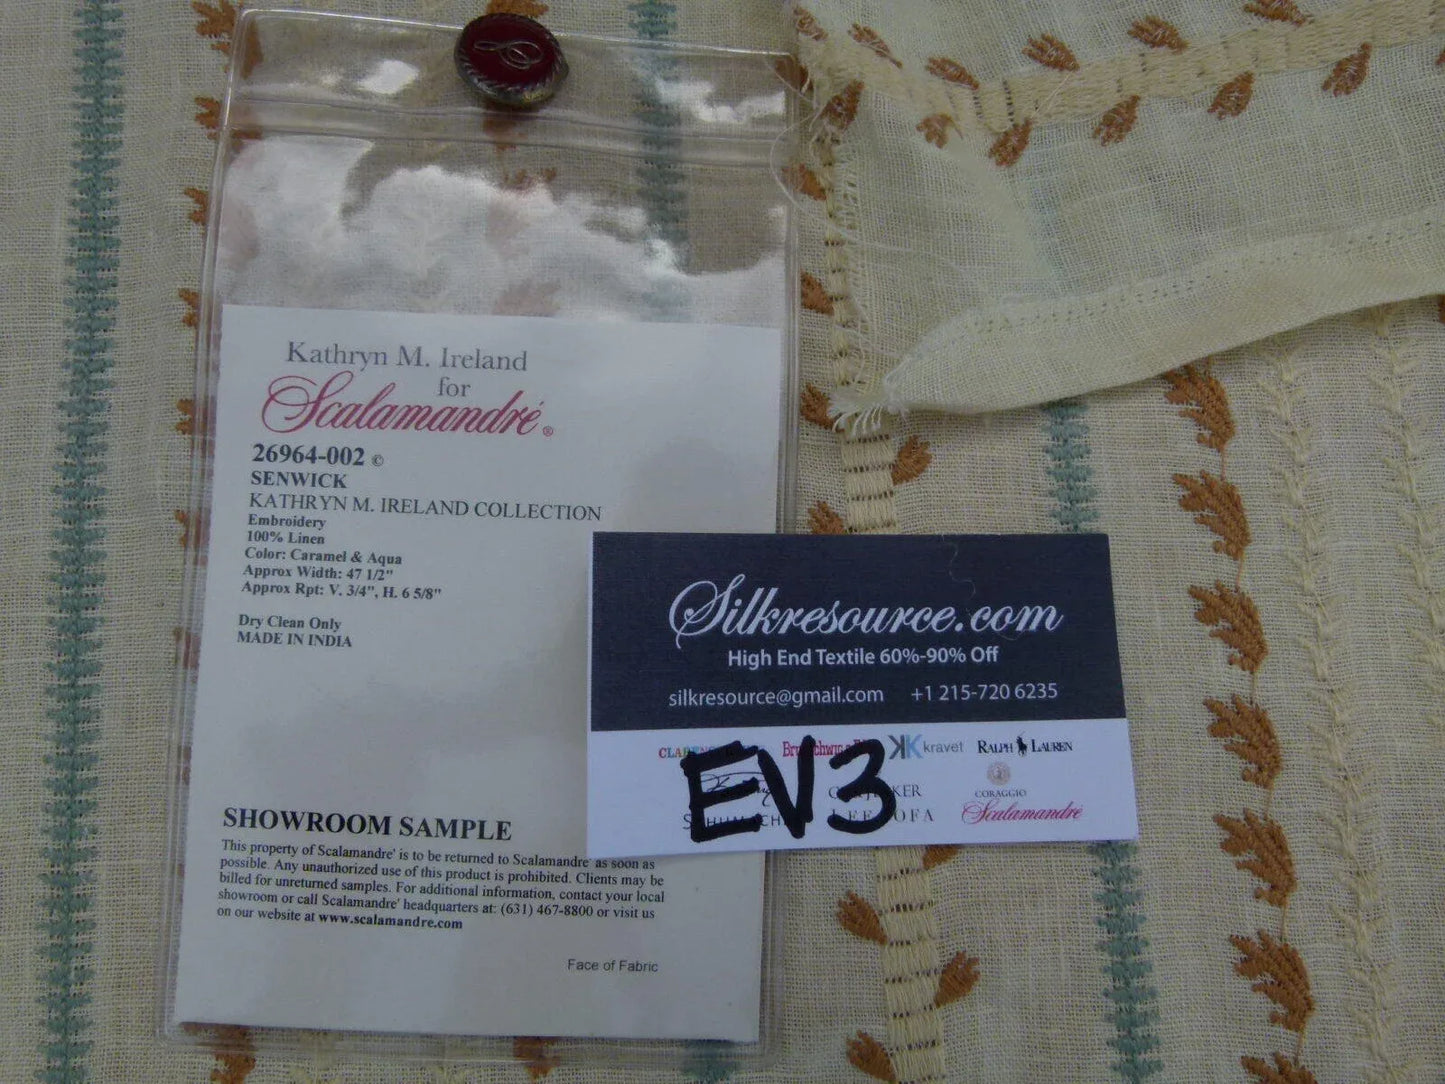 Kathryn M. Ireland
for
Scalamandré®
26964-002 ©
SENWICK
KATHRYN M. IRELAND COLLECTION
Embroidery
100% Linen
Color: Caramel & Aqua
Approx Width: 47 1/2"
Approx Rpt: V. 3/4", H. 6 5/8"
Dry Clean Only
MADE IN INDIA
SHOWROOM SAMPLE
This property of Scalamandre' is to be returned to Scalamandre' as soon as
possible. Any unauthorized use of this product is prohibited. Clients may be
billed for unreturned samples. For additional information, contact your local
showroom or call Scalamandre' headquarters at: (631) 467-8800 or visit us
on our website at www.scalamandre.com
Face of Fabric
Silkresource.com
High End Textile 60%-90% Off
silkresource@gmail.com +1 215-720 6235
kravet RALPH LAUREN
EV3
CORAGGIO
Scalamandré